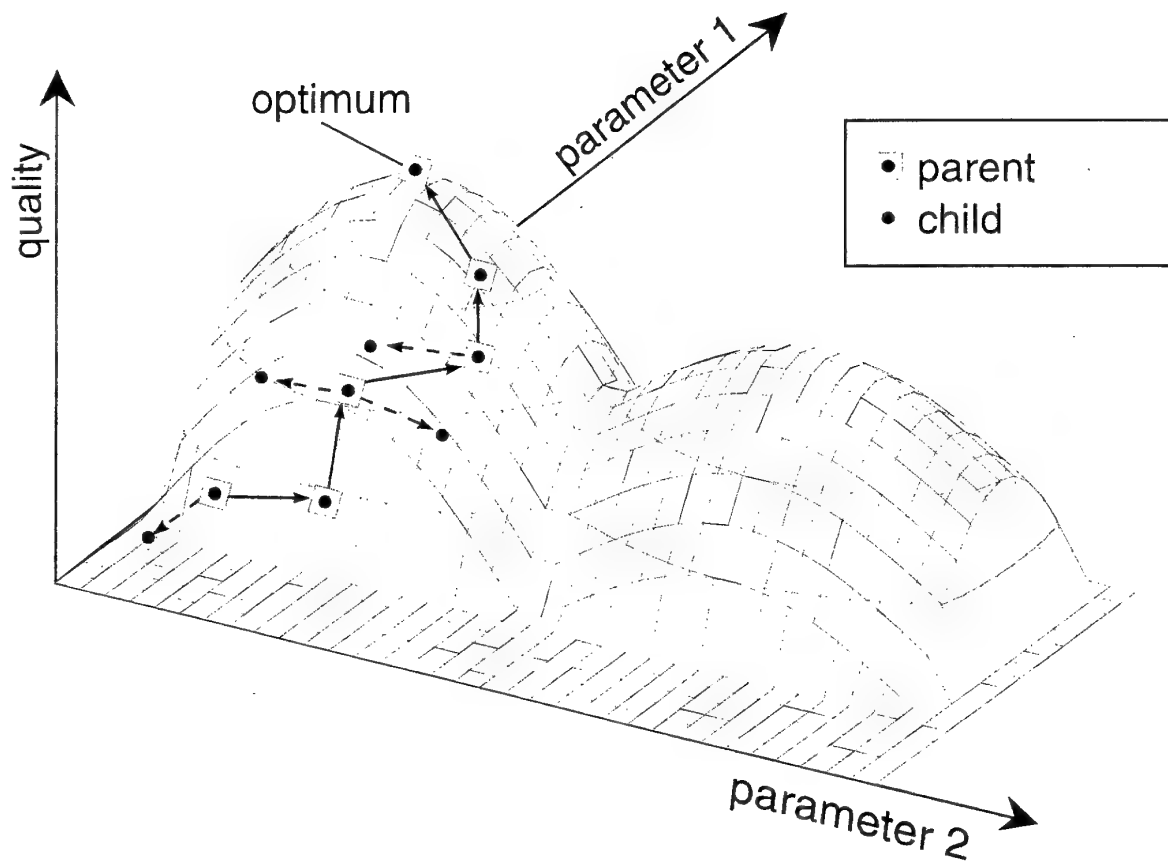 parameter 1
optimum
quality
parent
child
parameter 2